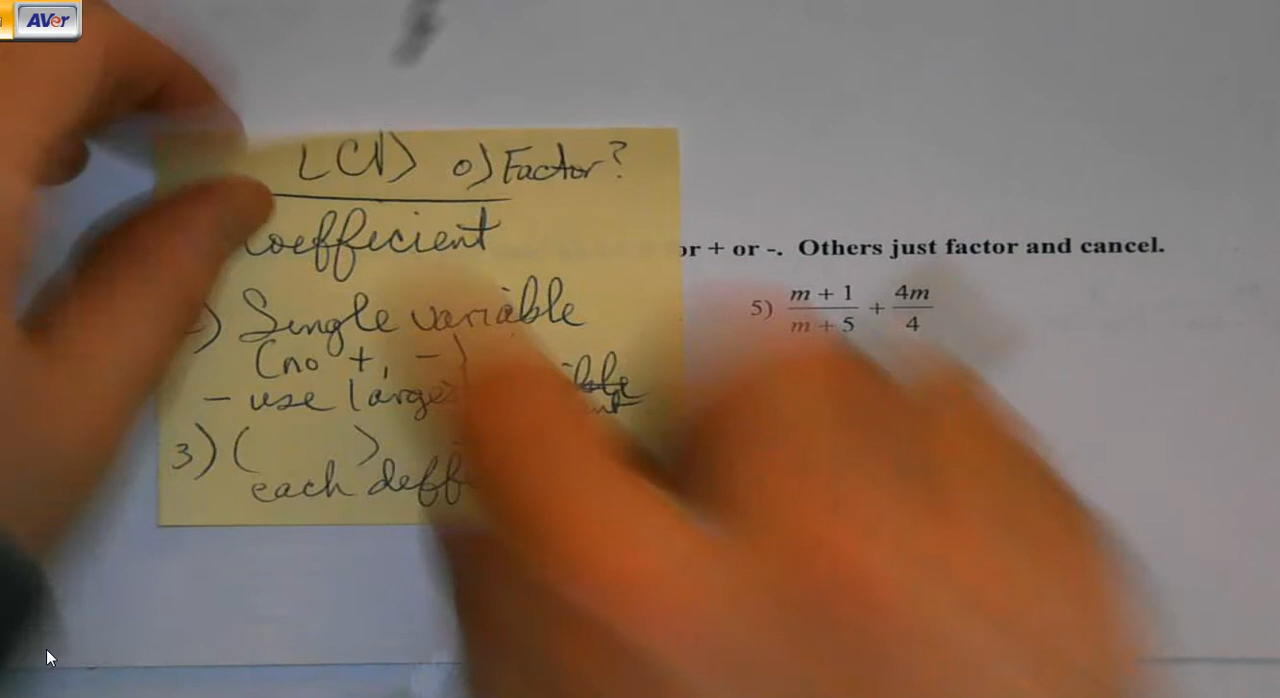 AVer
LCD 0) Factor?
coefficient
) Single variable
(no +, -)
- use large
3) ( )
each deff
or + or -. Others just factor and cancel.
5) m + 1 / m + 5 + 4m / 4